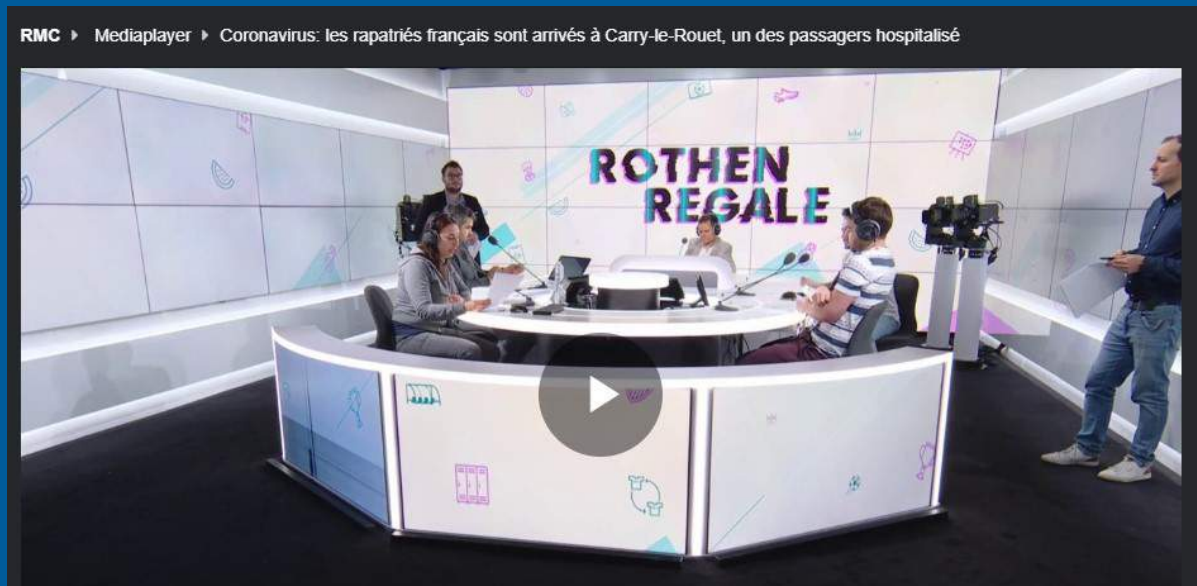 RMC Mediaplayer Coronavirus: les rapatriés français sont arrivés à Carry-le-Rouet, un des passagers hospitalisé
ROTHEN
REGALE